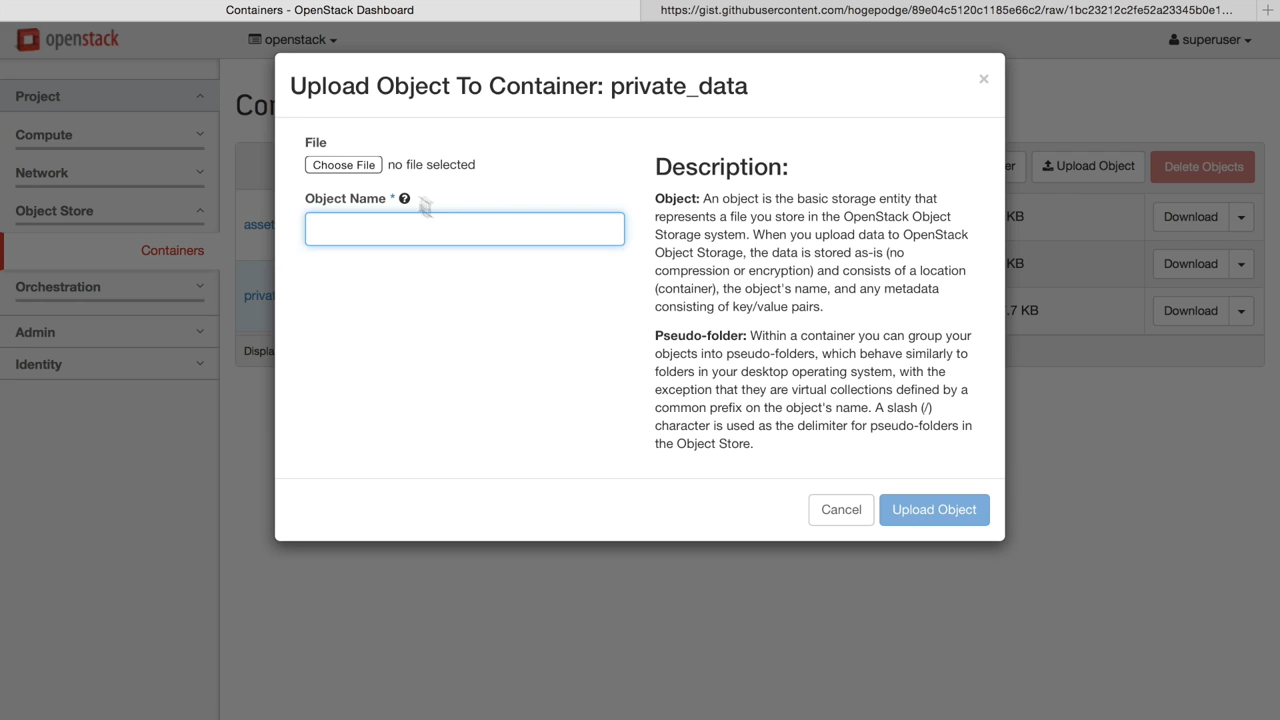 Containers - OpenStack Dashboard
https://gist.githubusercontent.com/hogepodge/89e04c5120c1185e66c2/raw/1bc23212c2fe52a23345b0e1...
openstack
openstack
superuser
Upload Object To Container: private_data
×
Project
Compute
Network
Object Store
Containers
Orchestration
Admin
Identity
Upload Object
Delete Objects
KB
Download
KB
Download
.7 KB
Download
File
Choose File no file selected
Object Name *
Description:
Object: An object is the basic storage entity that
represents a file you store in the OpenStack Object
Storage system. When you upload data to OpenStack
Object Storage, the data is stored as-is (no
compression or encryption) and consists of a location
(container), the object's name, and any metadata
consisting of key/value pairs.
Pseudo-folder: Within a container you can group your
objects into pseudo-folders, which behave similarly to
folders in your desktop operating system, with the
exception that they are virtual collections defined by a
common prefix on the object's name. A slash (/)
character is used as the delimiter for pseudo-folders in
the Object Store.
Cancel
Upload Object